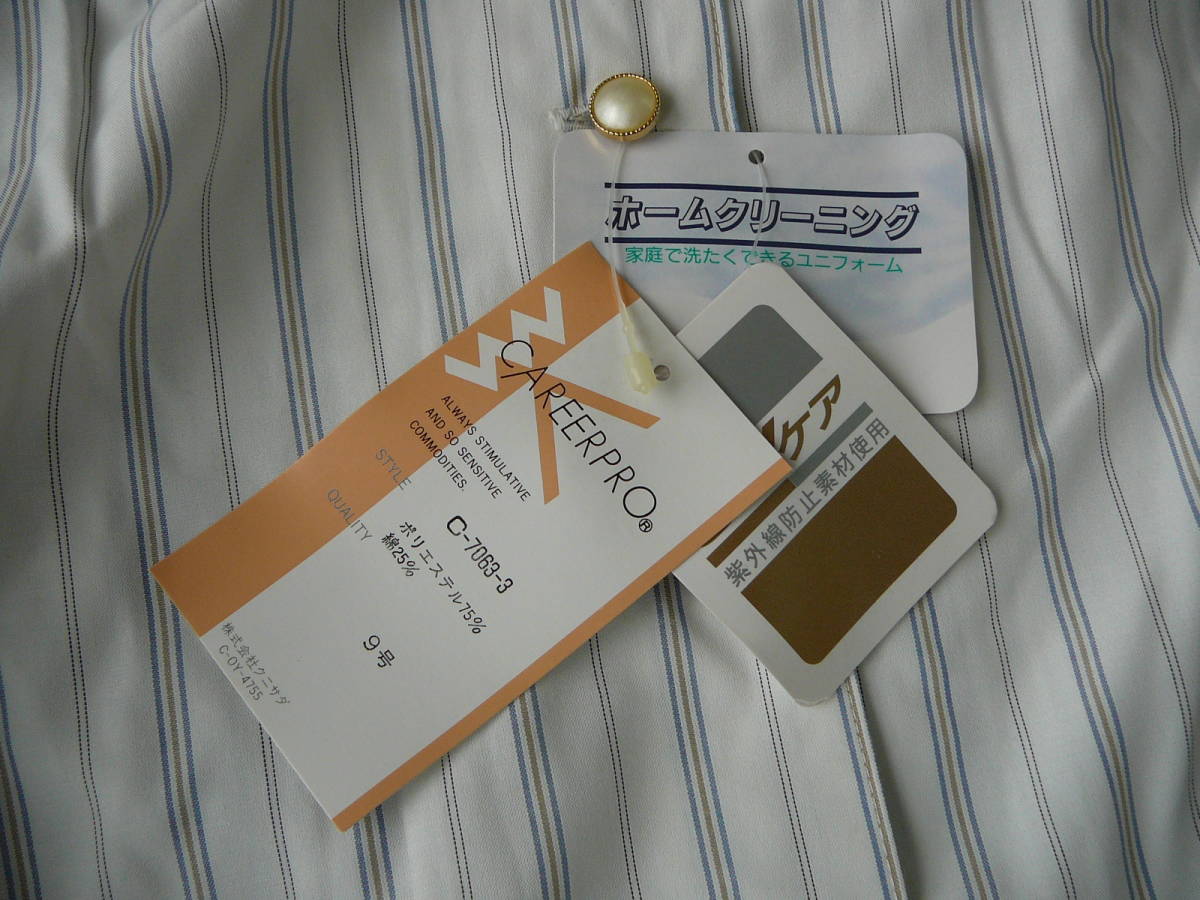 ホームクリーニング
家庭で洗たくできるユニフォーム
CAREERPRO®
ALWAYS STIMULATIVE
AND SO SENSITIVE
COMMODITIES.
STYLE
C-7063-3
QUALITY
ポリエステル75%
綿25%
9号
株式会社クニサダ
C-OY-4755
ケア
紫外線防止素材使用